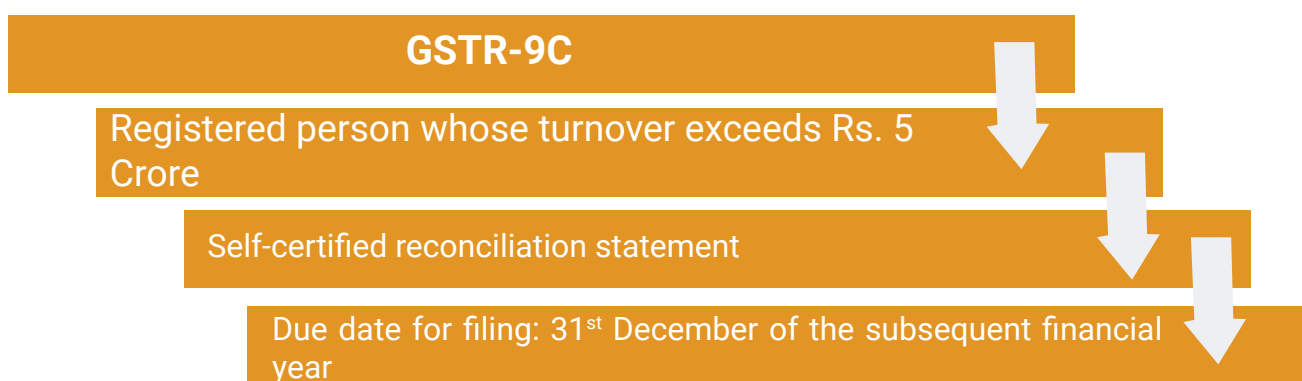 GSTR-9C
Registered person whose turnover exceeds Rs. 5
Crore
Self-certified reconciliation statement
Due date for filing: 31st December of the subsequent financial
year